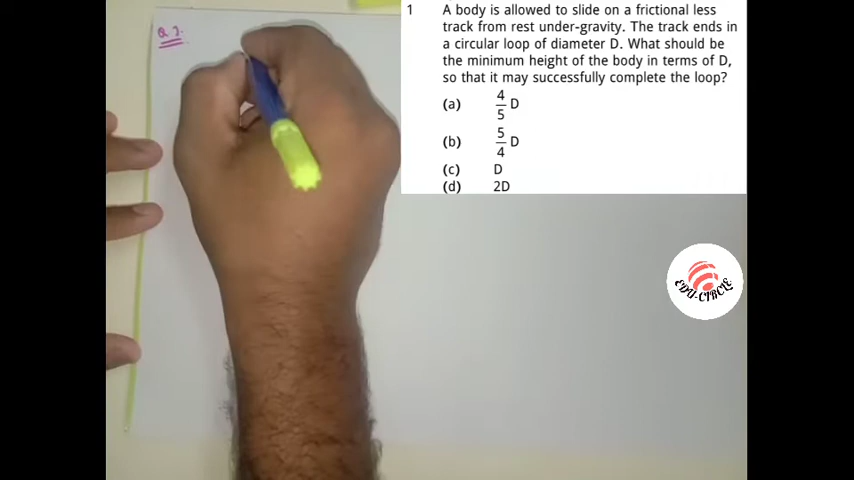 Q. 1.
1 A body is allowed to slide on a frictional less
track from rest under-gravity. The track ends in
a circular loop of diameter D. What should be
the minimum height of the body in terms of D,
so that it may successfully complete the loop?
(a) 4/5 D
(b) 5/4 D
(c) D
(d) 2D
EDU-CIRCLE